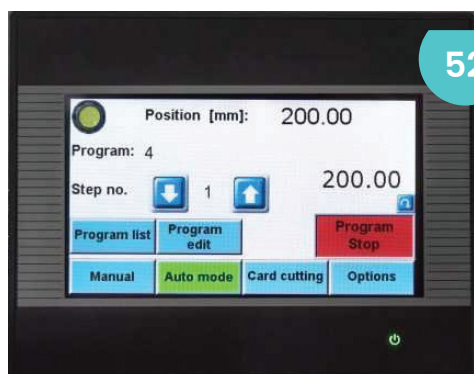 52
Position [mm]: 200.00
Program: 4
Step no. 1 200.00
Program list
Program
edit
Program
Stop
Manual
Auto mode
Card cutting
Options